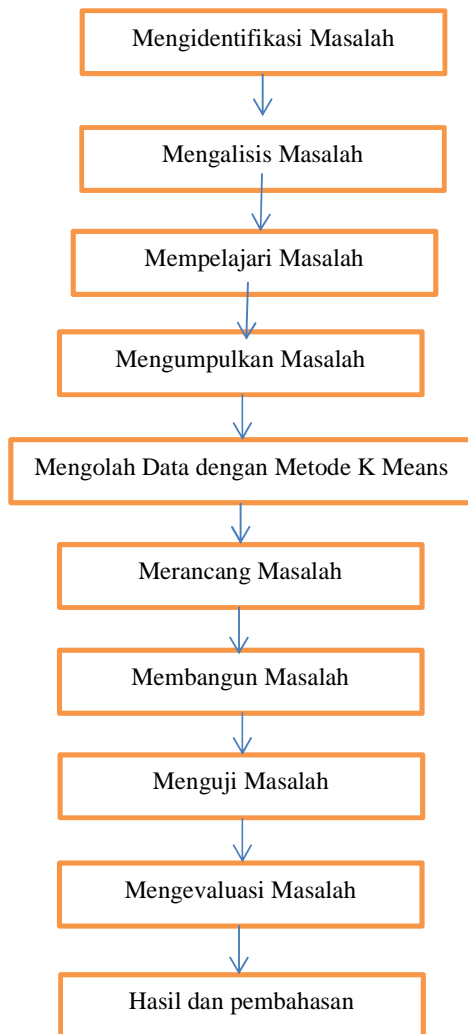 Mengidentifikasi Masalah
Mengalisis Masalah
Mempelajari Masalah
Mengumpulkan Masalah
Mengolah Data dengan Metode K Means
Merancang Masalah
Membangun Masalah
Menguji Masalah
Mengevaluasi Masalah
Hasil dan pembahasan